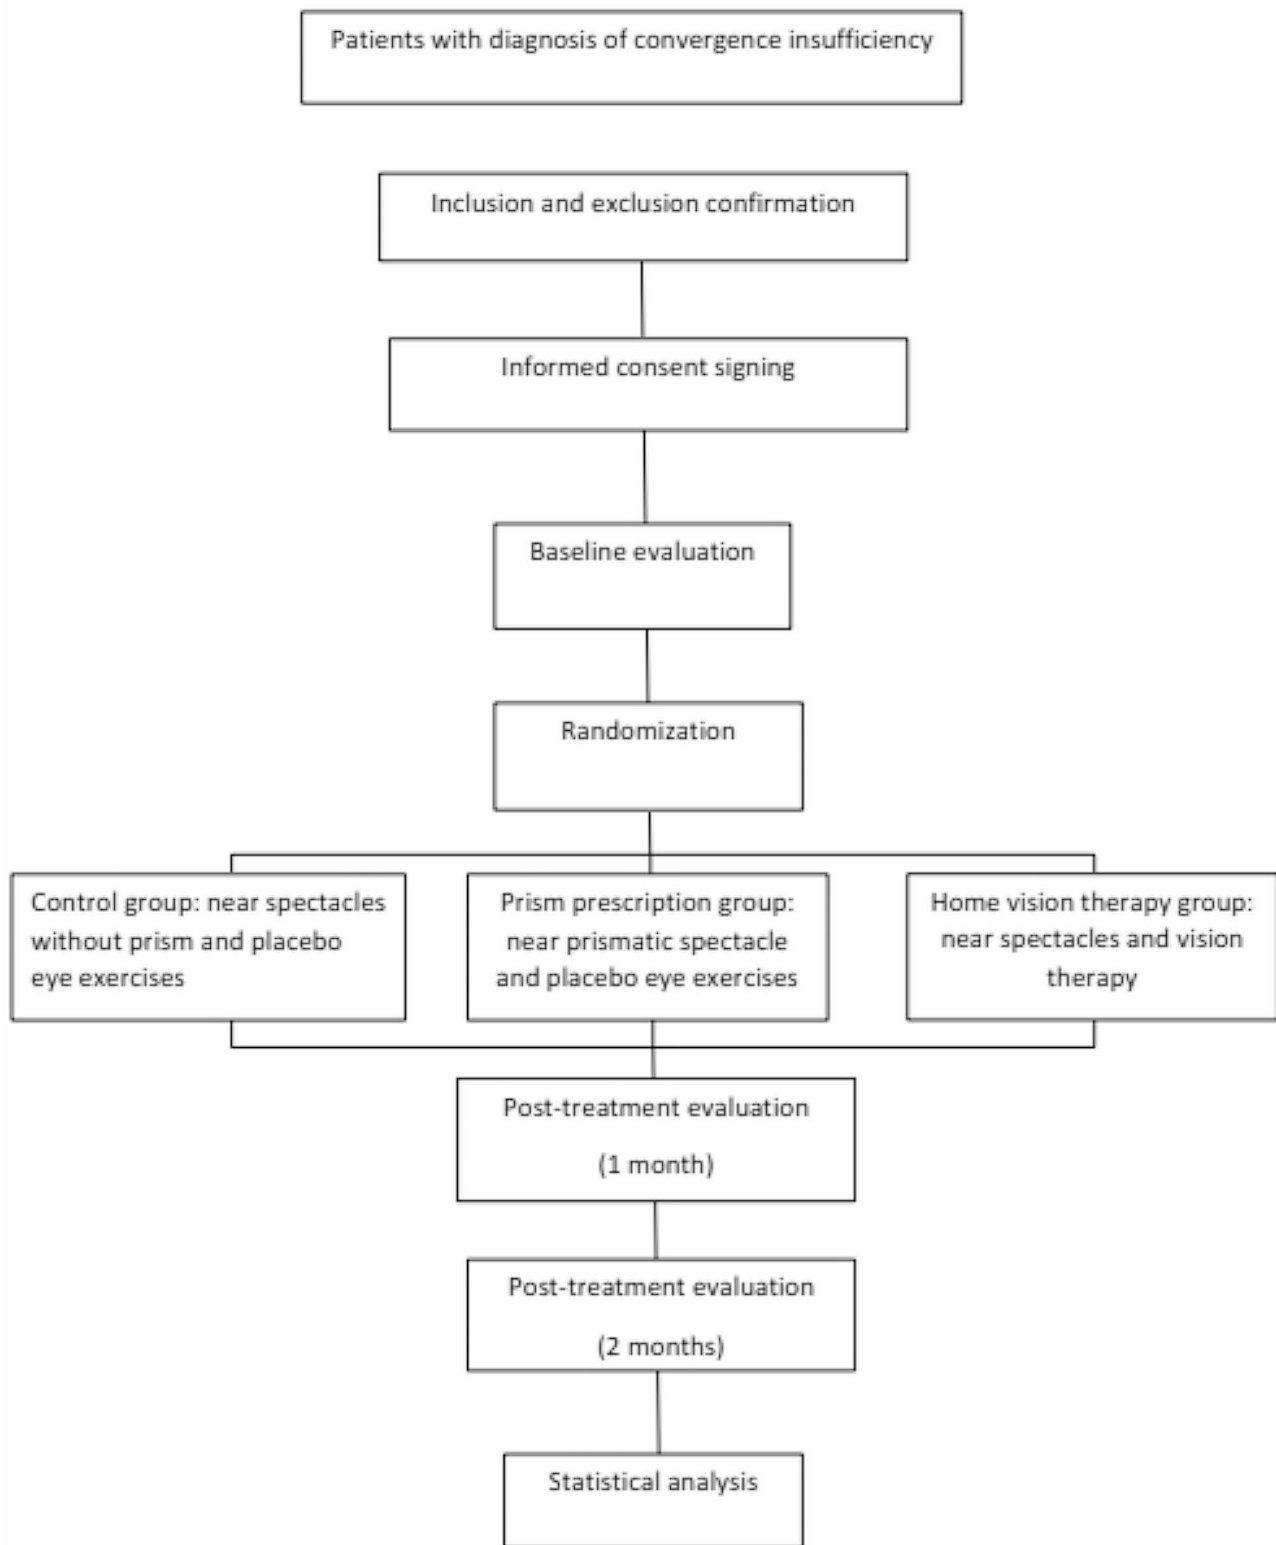 Patients with diagnosis of convergence insufficiency
Inclusion and exclusion confirmation
Informed consent signing
Baseline evaluation
Randomization
Control group: near spectacles
without prism and placebo
eye exercises
Prism prescription group:
near prismatic spectacle
and placebo eye exercises
Home vision therapy group:
near spectacles and vision
therapy
Post-treatment evaluation
(1 month)
Post-treatment evaluation
(2 months)
Statistical analysis